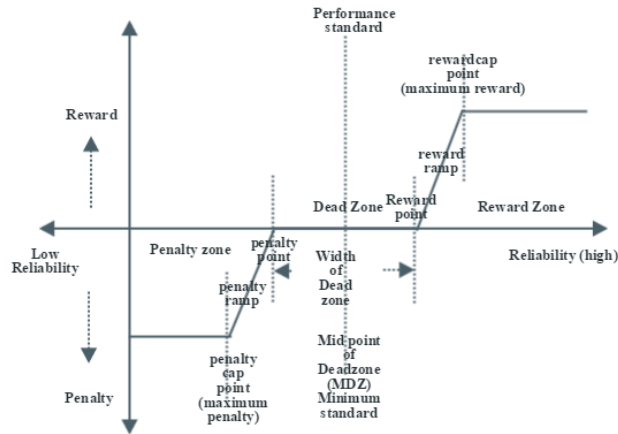 Performance
standard
rewardcap
point
(maximum reward)
Reward
reward
ramp
Dead Zone
Reward
point
Reward Zone
Low
Reliability
Penalty zone
penalty
point
Width
of
Dead
zone
Reliability (high)
penalty
ramp
Mid point
of
Deadzone
(MDZ)
Minimum
standard
penalty
cap
point
(maximum
penalty)
Penalty